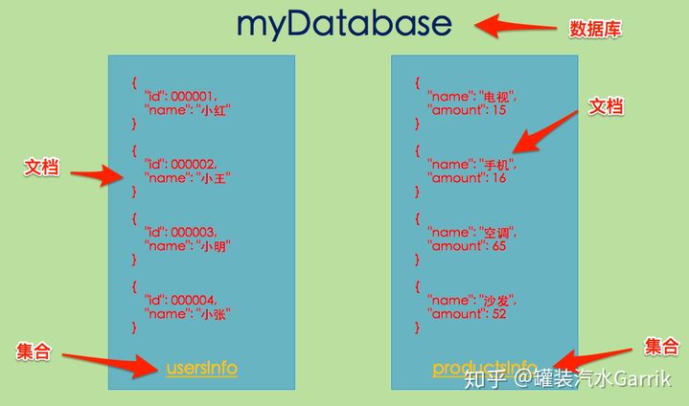 myDatabase
数据库
{
"id": 000001,
"name": "小红"
}
{
"id": 000002,
"name": "小王"
}
{
"id": 000003,
"name": "小明"
}
{
"id": 000004,
"name": "小张"
}
usersInfo
文档
集合
{
"name": "电视",
"amount": 15
}
{
"name": "手机",
"amount": 16
}
{
"name": "空调",
"amount": 65
}
{
"name": "沙发",
"amount": 52
}
productsInfo
文档
集合
知乎 @罐装汽水Garrik